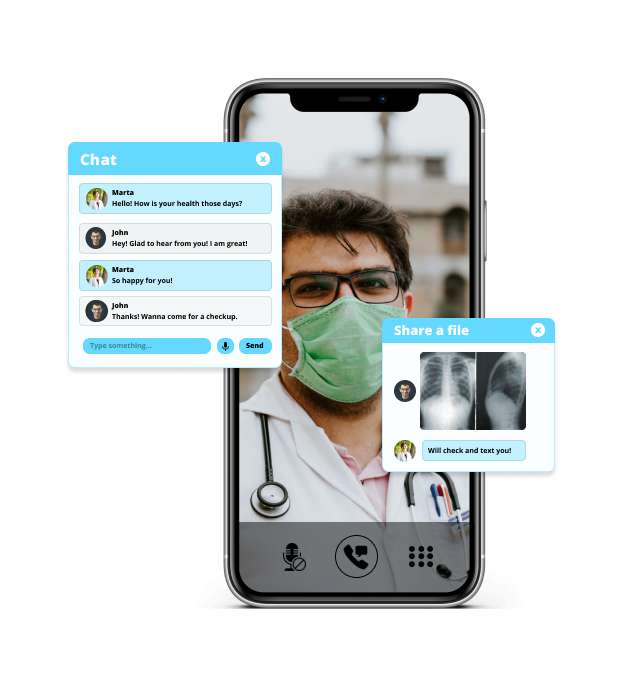 Chat
x
Marta
Hello! How is your health those days?
John
Hey! Glad to hear from you! I am great!
Marta
So happy for you!
John
Thanks! Wanna come for a checkup.
Type something...
Send
Share a file
x
Will check and text you!